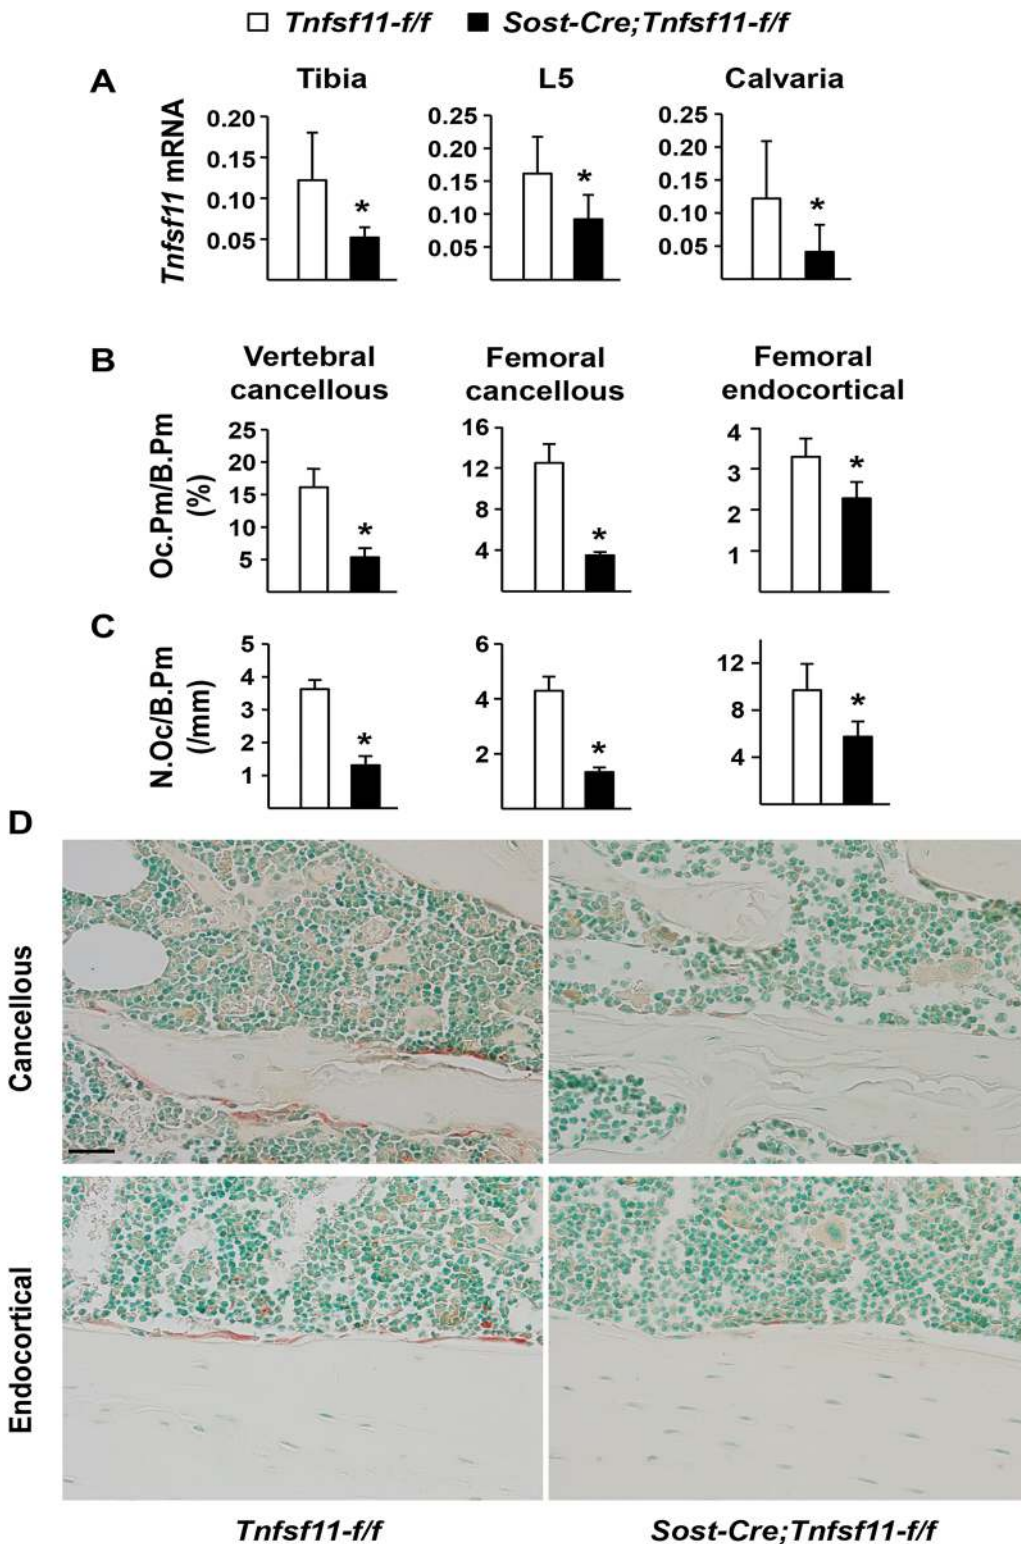 Tnfsf11-f/f Sost-Cre;Tnfsf11-f/f
A
Tibia L5 Calvaria
Tnfsf11 mRNA
0.20
0.15
0.10
0.05
*
0.25
0.20
0.15
0.10
0.05
*
0.25
0.20
0.15
0.10
0.05
*
B
Vertebral
cancellous
Femoral
cancellous
Femoral
endocortical
Oc.Pm/B.Pm
(%)
25
20
15
10
5
*
16
12
8
4
*
4
3
2
1
*
C
N.Oc/B.Pm
(/mm)
5
4
3
2
1
*
6
4
2
*
12
8
4
*
D
Cancellous
Endocortical
Tnfsf11-f/f Sost-Cre;Tnfsf11-f/f